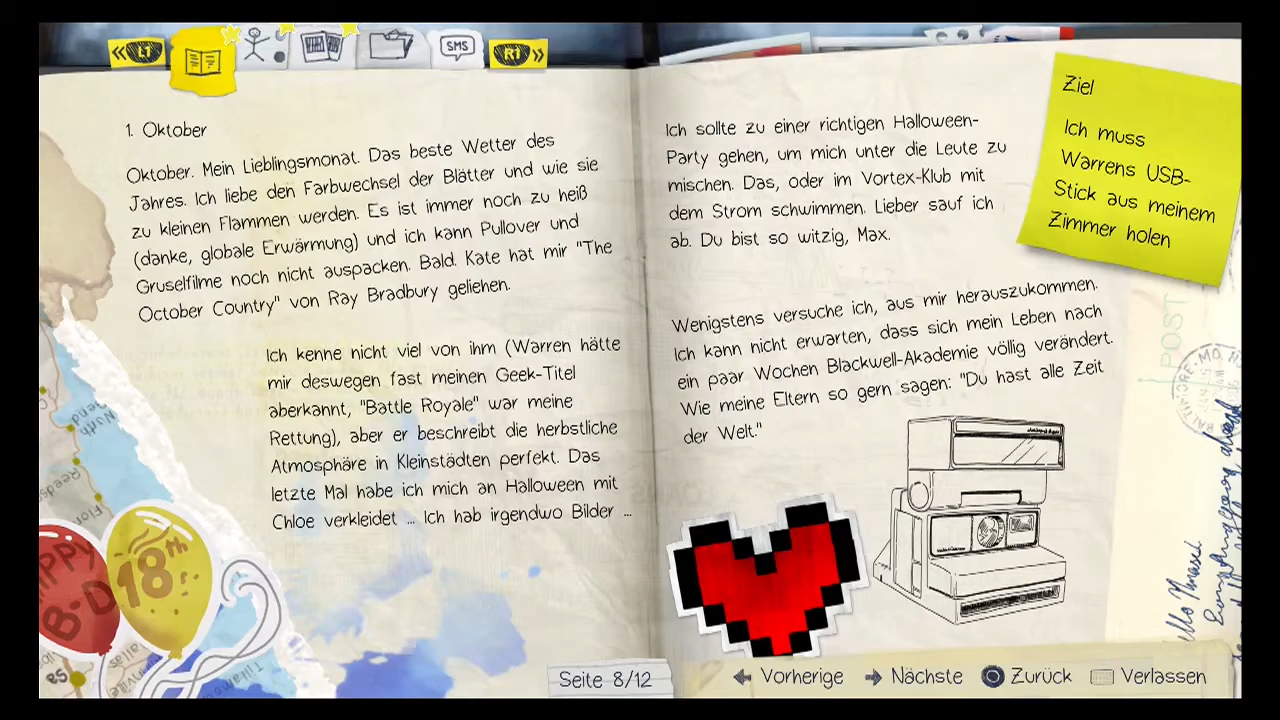 L1
SMS
R1
1. Oktober
Oktober. Mein Lieblingsmonat. Das beste Wetter des
Jahres. Ich liebe den Farbwechsel der Blätter und wie sie
zu kleinen Flammen werden. Es ist immer noch zu heiß
(danke, globale Erwärmung) und ich kann Pullover und
Gruselfilme noch nicht auspacken. Bald. Kate hat mir "The
October Country" von Ray Bradbury geliehen.
Ich kenne nicht viel von ihm (Warren hätte
mir deswegen fast meinen Geek-Titel
aberkannt, "Battle Royale" war meine
Rettung), aber er beschreibt die herbstliche
Atmosphäre in Kleinstädten perfekt. Das
letzte Mal habe ich mich an Halloween mit
Chloe verkleidet ... Ich hab irgendwo Bilder ...
HAPPY
B-D
18th
Ich sollte zu einer richtigen Halloween-
Party gehen, um mich unter die Leute zu
mischen. Das, oder im Vortex-Klub mit
dem Strom schwimmen. Lieber sauf ich
ab. Du bist so witzig, Max.
Wenigstens versuche ich, aus mir herauszukommen.
Ich kann nicht erwarten, dass sich mein Leben nach
ein paar Wochen Blackwell-Akademie völlig verändert.
Wie meine Eltern so gern sagen: "Du hast alle Zeit
der Welt."
Ziel
Ich muss
Warrens USB-
Stick aus meinem
Zimmer holen
POST
North
Bend
Seite 8/12
Vorherige
Nächste
Zurück
Verlassen